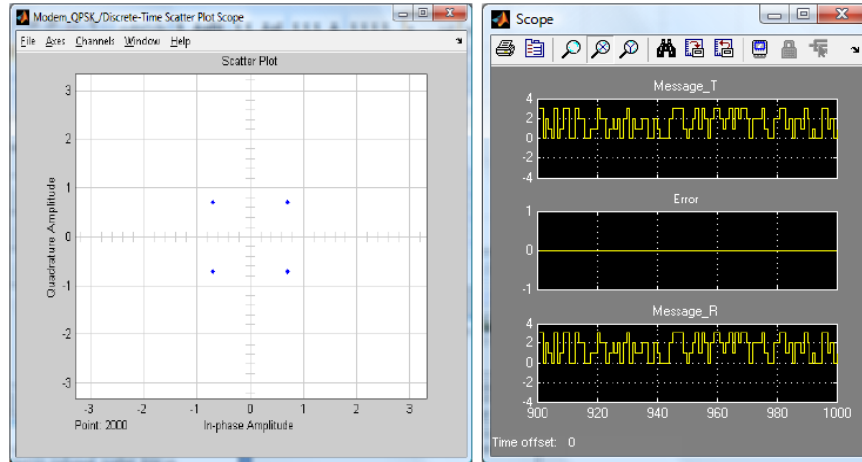 Modem_QPSK_/Discrete-Time Scatter Plot Scope
File Axes Channels Window Help
Scatter Plot
3
2
1
0
-1
-2
-3
Quadrature Amplitude
-3 -2 -1 0 1 2 3
Point: 2000 In-phase Amplitude
Scope
Message_T
4
2
0
-2
-4
Error
1
0
-1
Message_R
4
2
0
-2
-4
900 920 940 960 980 1000
Time offset: 0